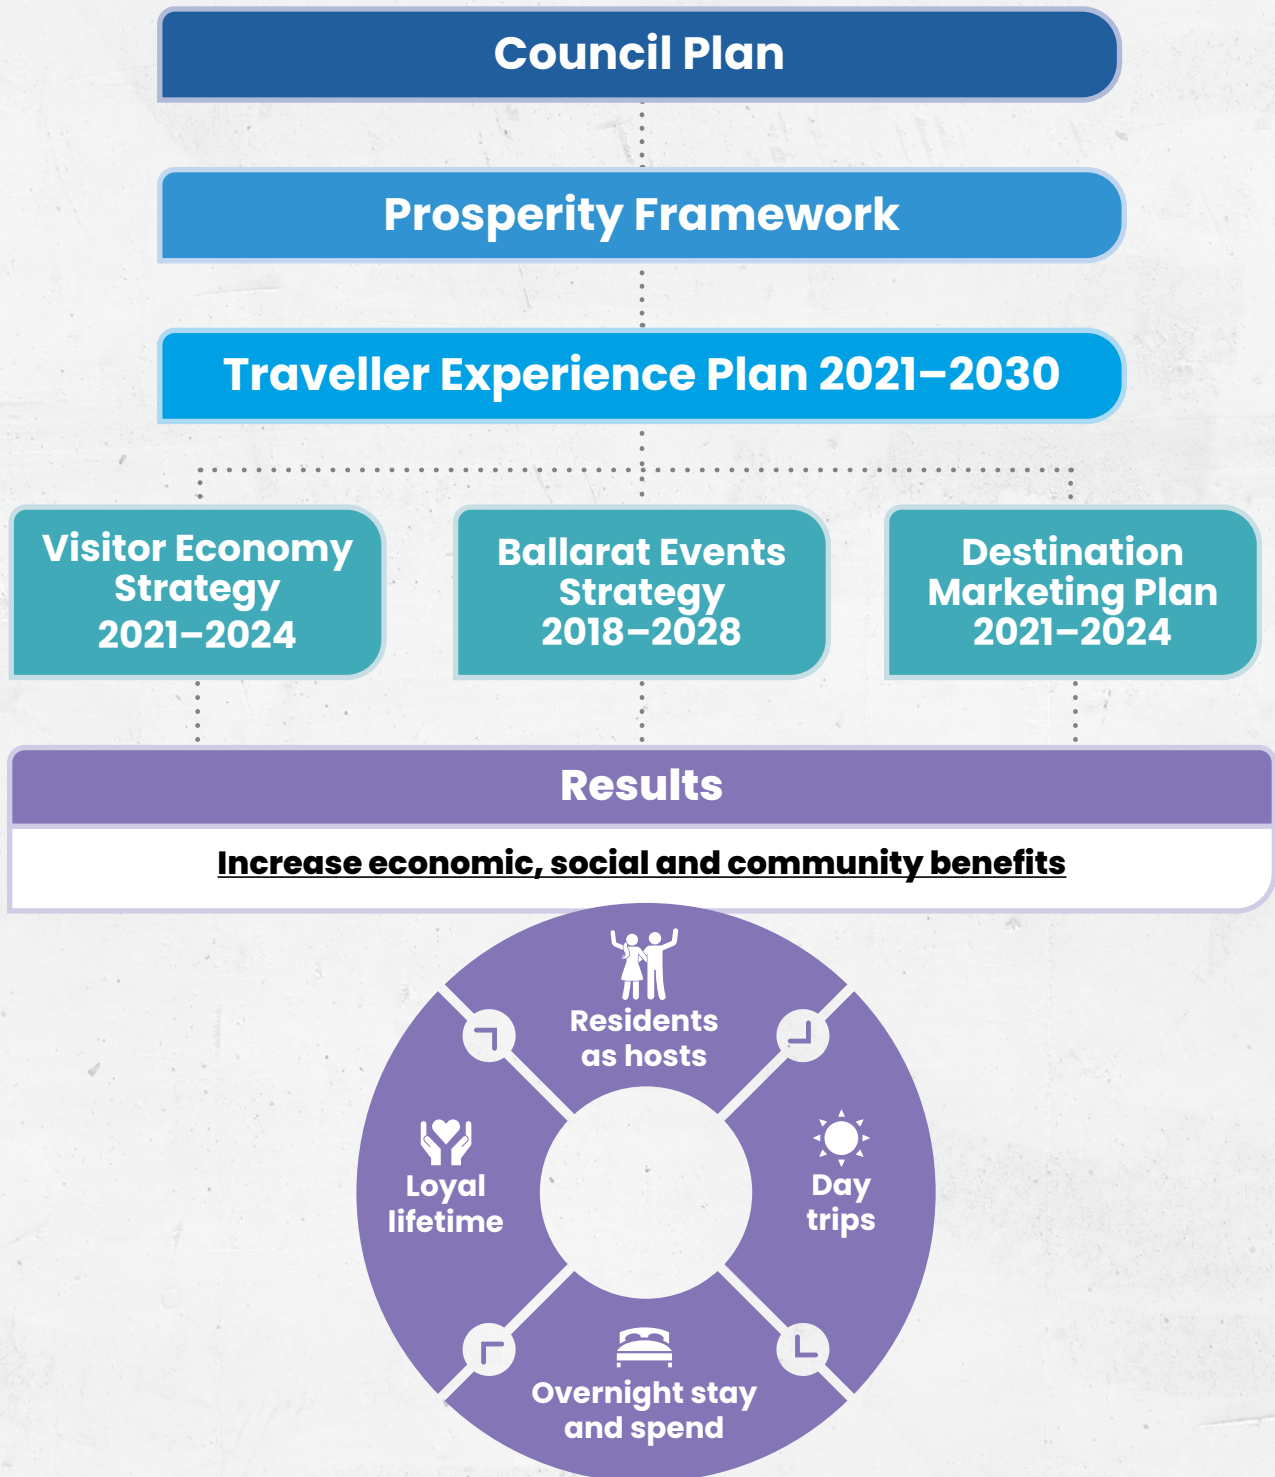 Council Plan
Prosperity Framework
Traveller Experience Plan 2021–2030
Visitor Economy
Strategy
2021–2024
Ballarat Events
Strategy
2018–2028
Destination
Marketing Plan
2021–2024
Results
Increase economic, social and community benefits
Residents
as hosts
Day
trips
Overnight stay
and spend
Loyal
lifetime